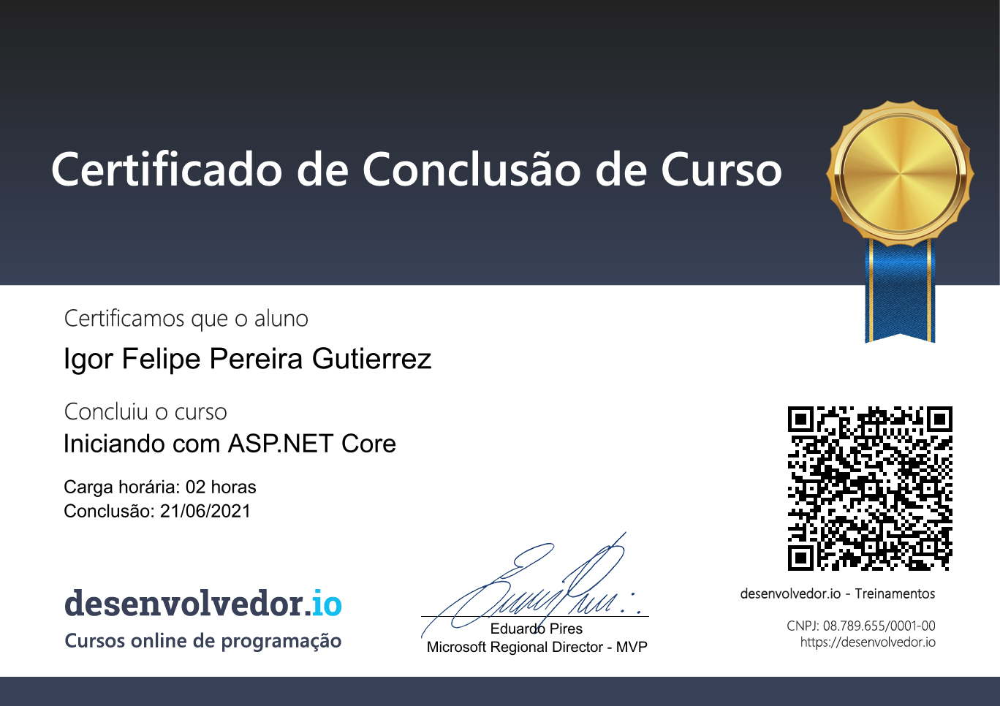 Certificado de Conclusão de Curso
Certificamos que o aluno
Igor Felipe Pereira Gutierrez
Concluiu o curso
Iniciando com ASP.NET Core
Carga horária: 02 horas
Conclusão: 21/06/2021
desenvolvedor.io
Cursos online de programação
Eduardo Pires
Microsoft Regional Director - MVP
desenvolvedor.io - Treinamentos
CNPJ: 08.789.655/0001-00
https://desenvolvedor.io